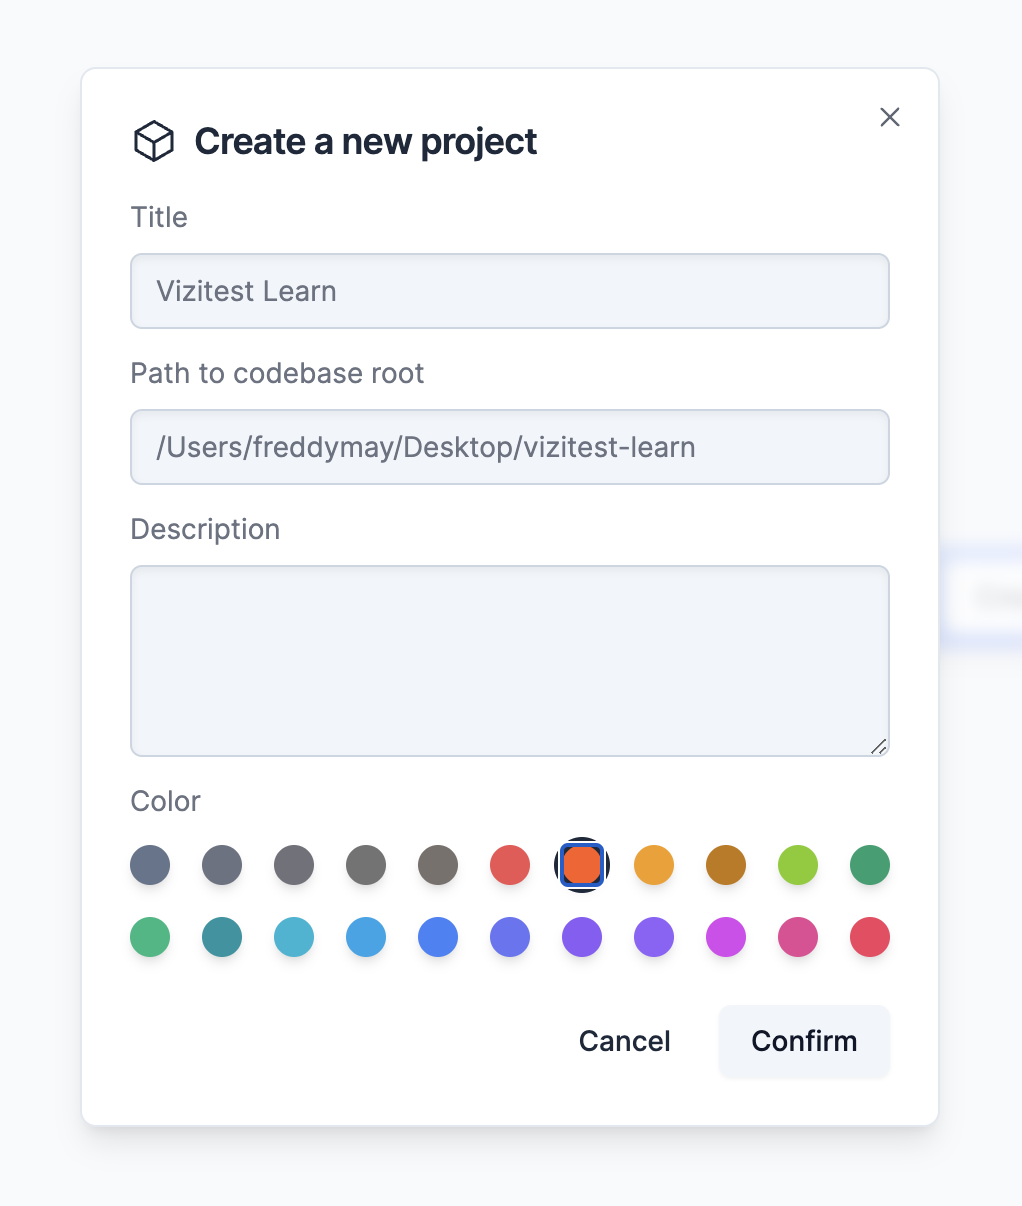 Create a new project
Title
Vizitest Learn
Path to codebase root
/Users/freddymay/Desktop/vizitest-learn
Description
Color
Cancel
Confirm